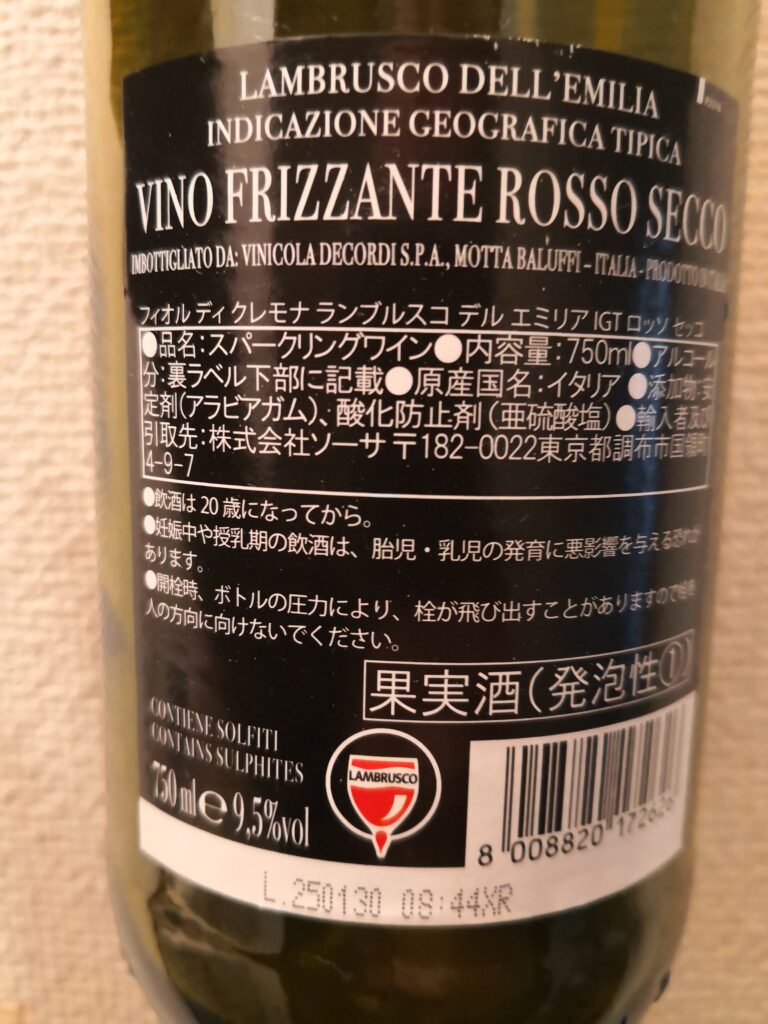 LAMBRUSCO DELL'EMILIA
INDICAZIONE GEOGRAFICA TIPICA
VINO FRIZZANTE ROSSO SECCO
IMBOTTIGLIATO DA: VINICOLA DECORDI S.P.A., MOTTA BALUFFI - ITALIA - PRODOTTO IN ITALIA
フィオル ディ クレモナ ランブルスコ デル エミリア IGT ロッソ セッコ
●品名:スパークリングワイン●内容量:750ml●アルコール
分:裏ラベル下部に記載●原産国名:イタリア ●添加物:安
定剤(アラビアガム)、酸化防止剤(亜硫酸塩)●輸入者及び
引取先:株式会社ソーサ 〒182-0022東京都調布市国領町
4-9-7
●飲酒は20歳になってから。
●妊娠中や授乳期の飲酒は、胎児・乳児の発育に悪影響を与える恐れが
あります。
●開栓時、ボトルの圧力により、栓が飛び出すことがありますので栓を
人の方向に向けないでください。
果実酒(発泡性①)
CONTIENE SOLFITI
CONTAINS SULPHITES
750 ml e 9,5%vol
LAMBRUSCO
8 008820 172626
L.250130 08:44XR